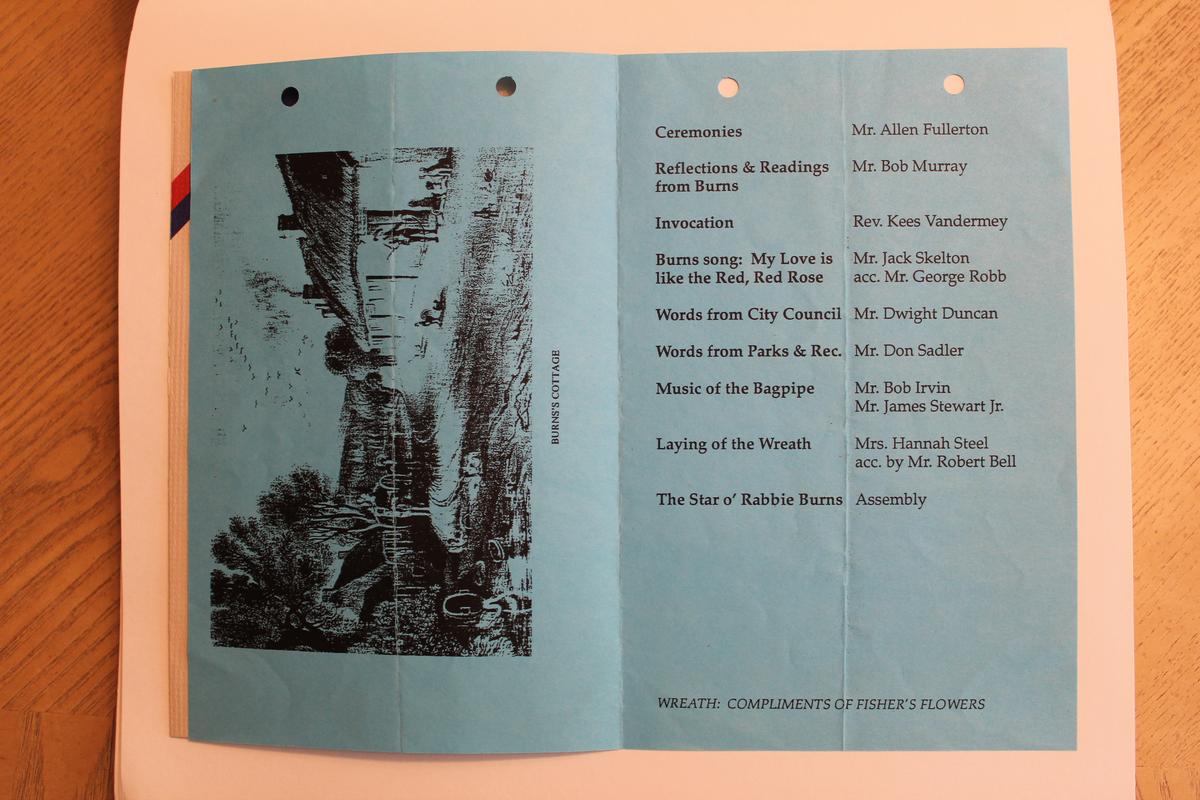 BURNS'S COTTAGE
Ceremonies Mr. Allen Fullerton
Reflections & Readings Mr. Bob Murray
from Burns
Invocation Rev. Kees Vandermey
Burns song: My Love is Mr. Jack Skelton
like the Red, Red Rose acc. Mr. George Robb
Words from City Council Mr. Dwight Duncan
Words from Parks & Rec. Mr. Don Sadler
Music of the Bagpipe Mr. Bob Irvin
Mr. James Stewart Jr.
Laying of the Wreath Mrs. Hannah Steel
acc. by Mr. Robert Bell
The Star o' Rabbie Burns Assembly
WREATH: COMPLIMENTS OF FISHER'S FLOWERS